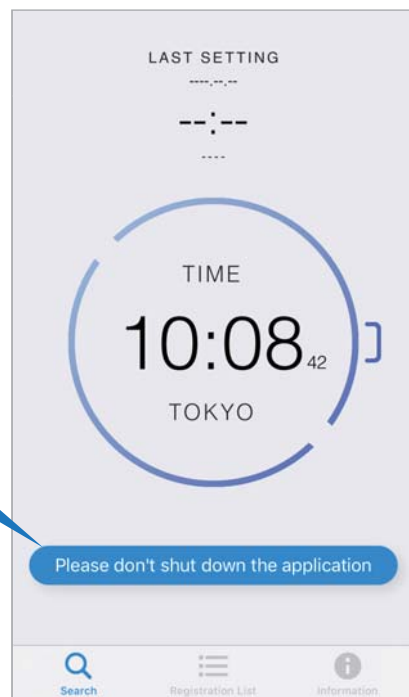 LAST SETTING
----.--.--
--:--
----
TIME
10:08 42
TOKYO
Please don't shut down the application
Search
Registration List
Information